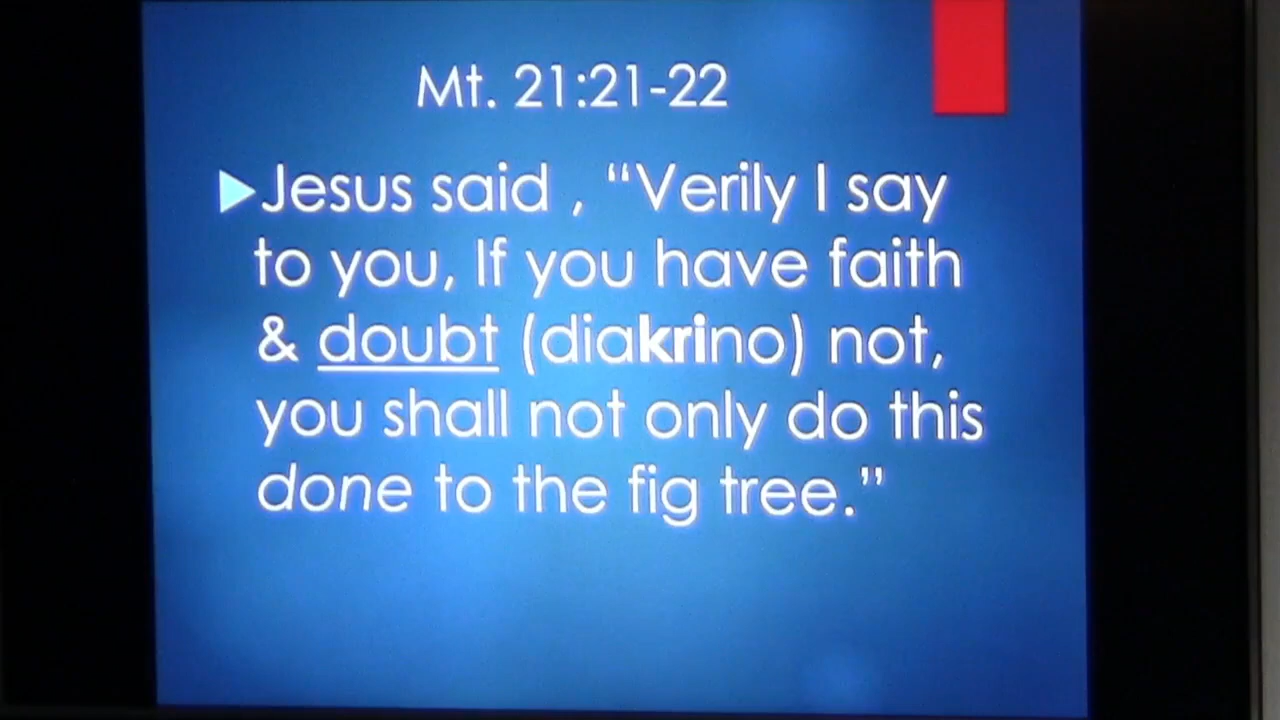 Mt. 21:21-22
Jesus said , “Verily I say
to you, If you have faith
& doubt (diakrino) not,
you shall not only do this
done to the fig tree.”